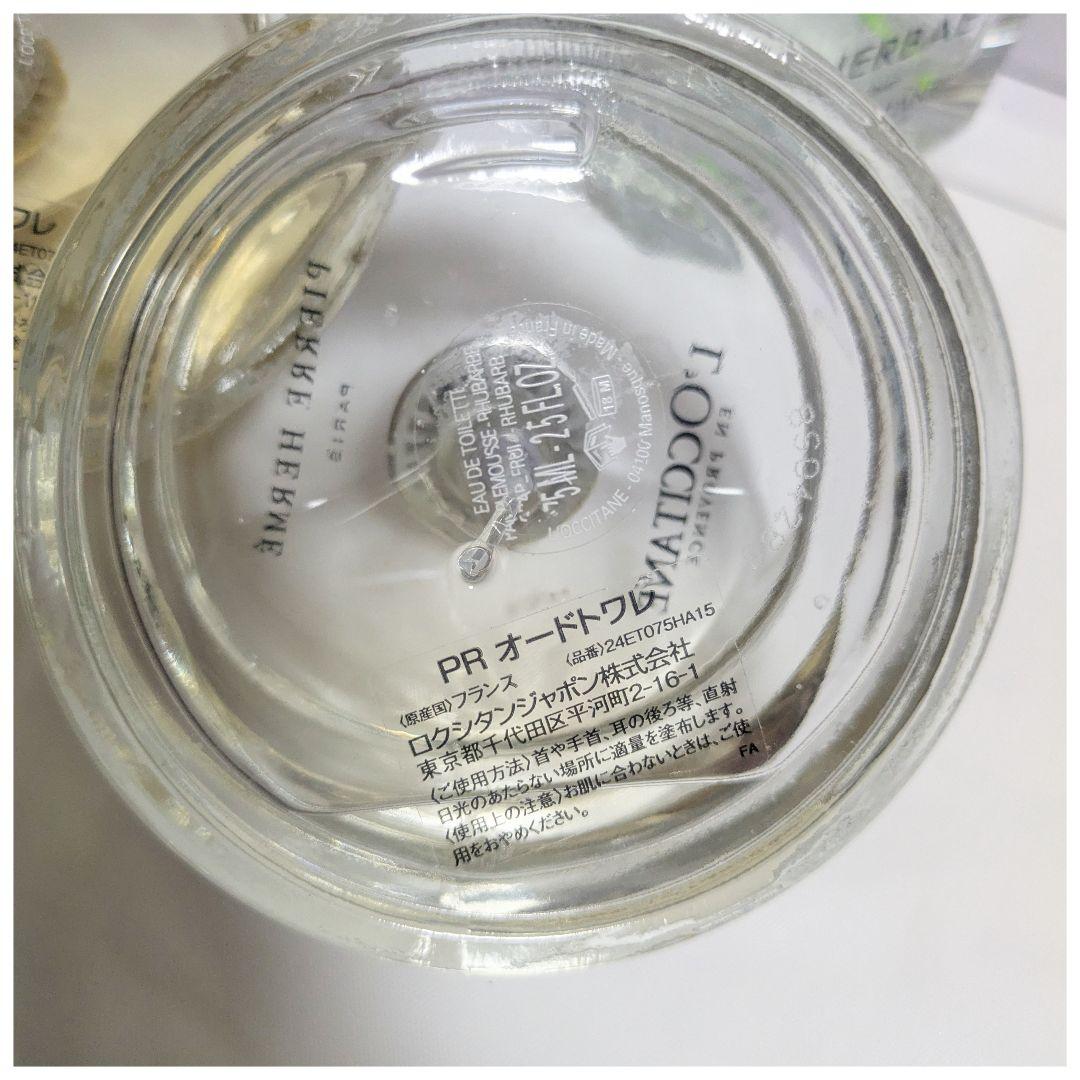 HERBAE
PIERRE HERMÉ
PARIS
L'OCCITANE
EN PROVENCE
EAU DE TOILETTE
PAMPLEMOUSSE-RHUBARBE
RHUBARB
75 ML - 2.5 FL.OZ
18 M
L'OCCITANE - 04100 Manosque - Made in France
PR オードトワレ
〈品番〉24ET075HA15
〈原産国〉フランス
ロクシタンジャポン株式会社
東京都千代田区平河町2-16-1
〈ご使用方法〉首や手首、耳の後ろ等、直射
日光のあたらない場所に適量を塗布します。
〈使用上の注意〉お肌に合わないときは、ご使
用をおやめください。
FA